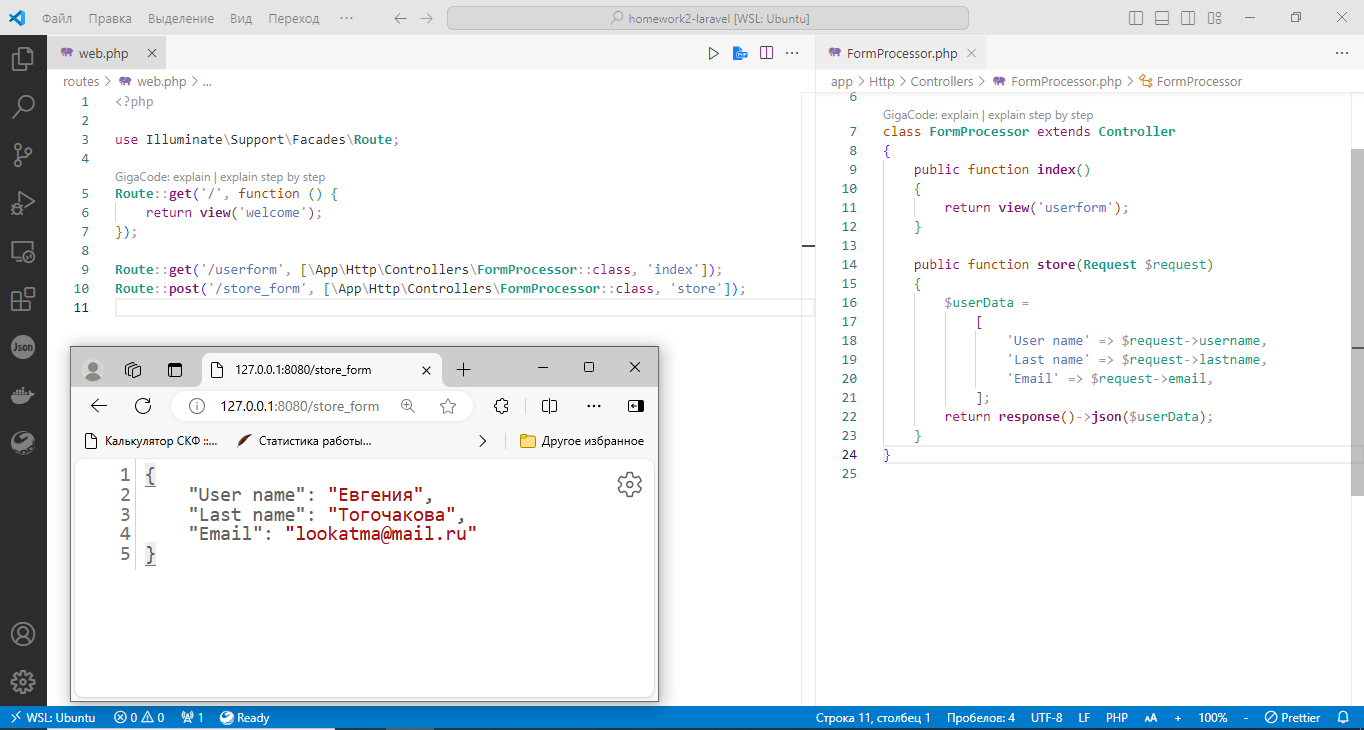 Файл Правка Выделение Вид Переход ··· homework2-laravel [WSL: Ubuntu]
web.php
routes > web.php > ...
1 <?php
2
3 use Illuminate\Support\Facades\Route;
4
GigaCode: explain | explain step by step
5 Route::get('/', function () {
6 return view('welcome');
7 });
8
9 Route::get('/userform', [\App\Http\Controllers\FormProcessor::class, 'index']);
10 Route::post('/store_form', [\App\Http\Controllers\FormProcessor::class, 'store']);
11
FormProcessor.php
app > Http > Controllers > FormProcessor.php > FormProcessor
6
GigaCode: explain | explain step by step
7 class FormProcessor extends Controller
8 {
9 public function index()
10 {
11 return view('userform');
12 }
13
14 public function store(Request $request)
15 {
16 $userData =
17 [
18 'User name' => $request->username,
19 'Last name' => $request->lastname,
20 'Email' => $request->email,
21 ];
22 return response()->json($userData);
23 }
24 }
25
Json
127.0.0.1:8080/store_form
127.0.0.1:8080/store_form
Калькулятор СКФ ::... Статистика работы... Другое избранное
1 {
2 "User name": "Евгения",
3 "Last name": "Тогочакова",
4 "Email": "lookatma@mail.ru"
5 }
WSL: Ubuntu 0 0 1 Ready Строка 11, столбец 1 Пробелов: 4 UTF-8 LF PHP AA + 100% - Prettier